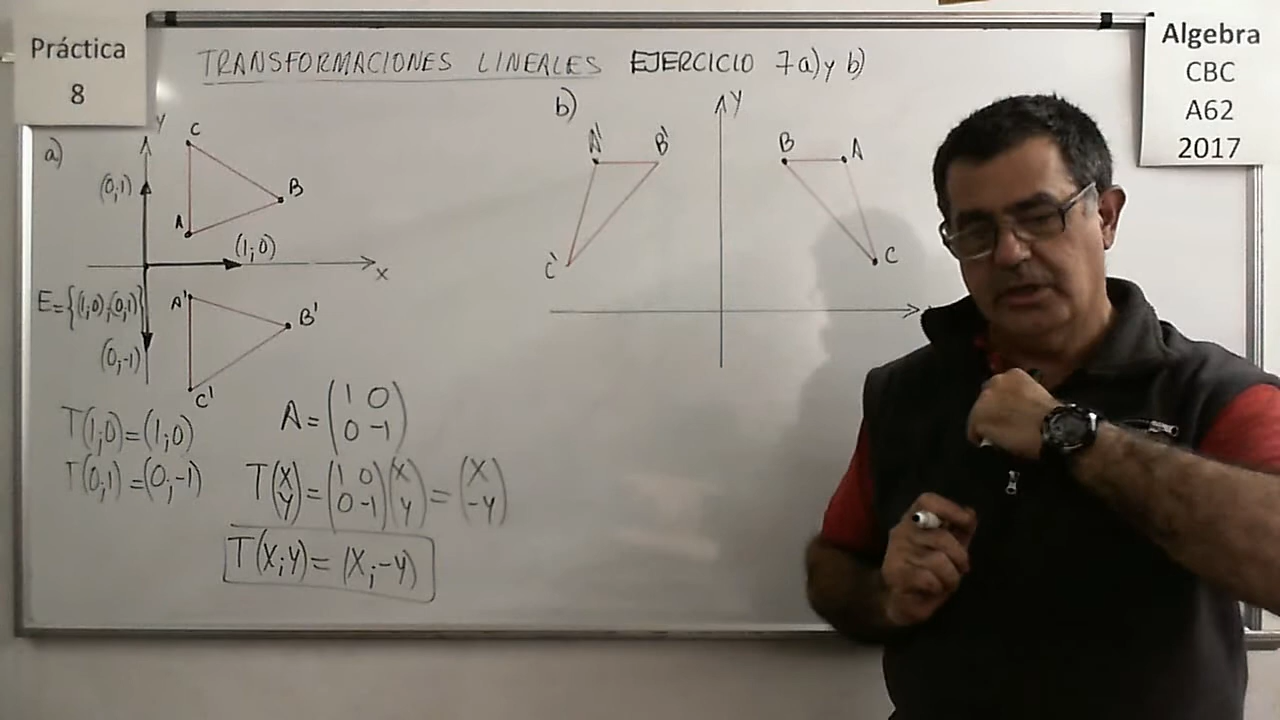 Práctica
8
TRANSFORMACIONES LINEALES EJERCICIO 7a) y b)
Algebra
CBC
A62
2017
a)
y
C
(0;1)
B
A
(1;0)
x
E={(1;0);(0;1)}
A'
B'
(0;-1)
C'
T(1;0)=(1;0)
T(0;1)=(0;-1)
A=(1 0
0 -1)
T(x y)=(1 0 0 -1)(x y)=(x -y)
T(x;y)=(x;-y)
b)
y
A' B' B A
C' C